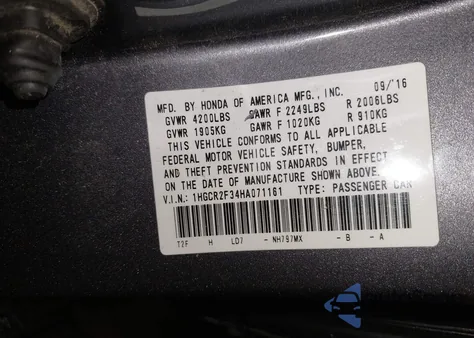 MFD. BY HONDA OF AMERICA MFG., INC. 09/'16
GVWR 4200LBS GAWR F 2249LBS R 2006LBS
GVWR 1905KG GAWR F 1020KG R 910KG
THIS VEHICLE CONFORMS TO ALL APPLICABLE
FEDERAL MOTOR VEHICLE SAFETY, BUMPER,
AND THEFT PREVENTION STANDARDS IN EFFECT
ON THE DATE OF MANUFACTURE SHOWN ABOVE.
V.I.N.: 1HGCR2F34HA071161 TYPE: PASSENGER CAR
T2F H LD7 - NH797MX - B - A